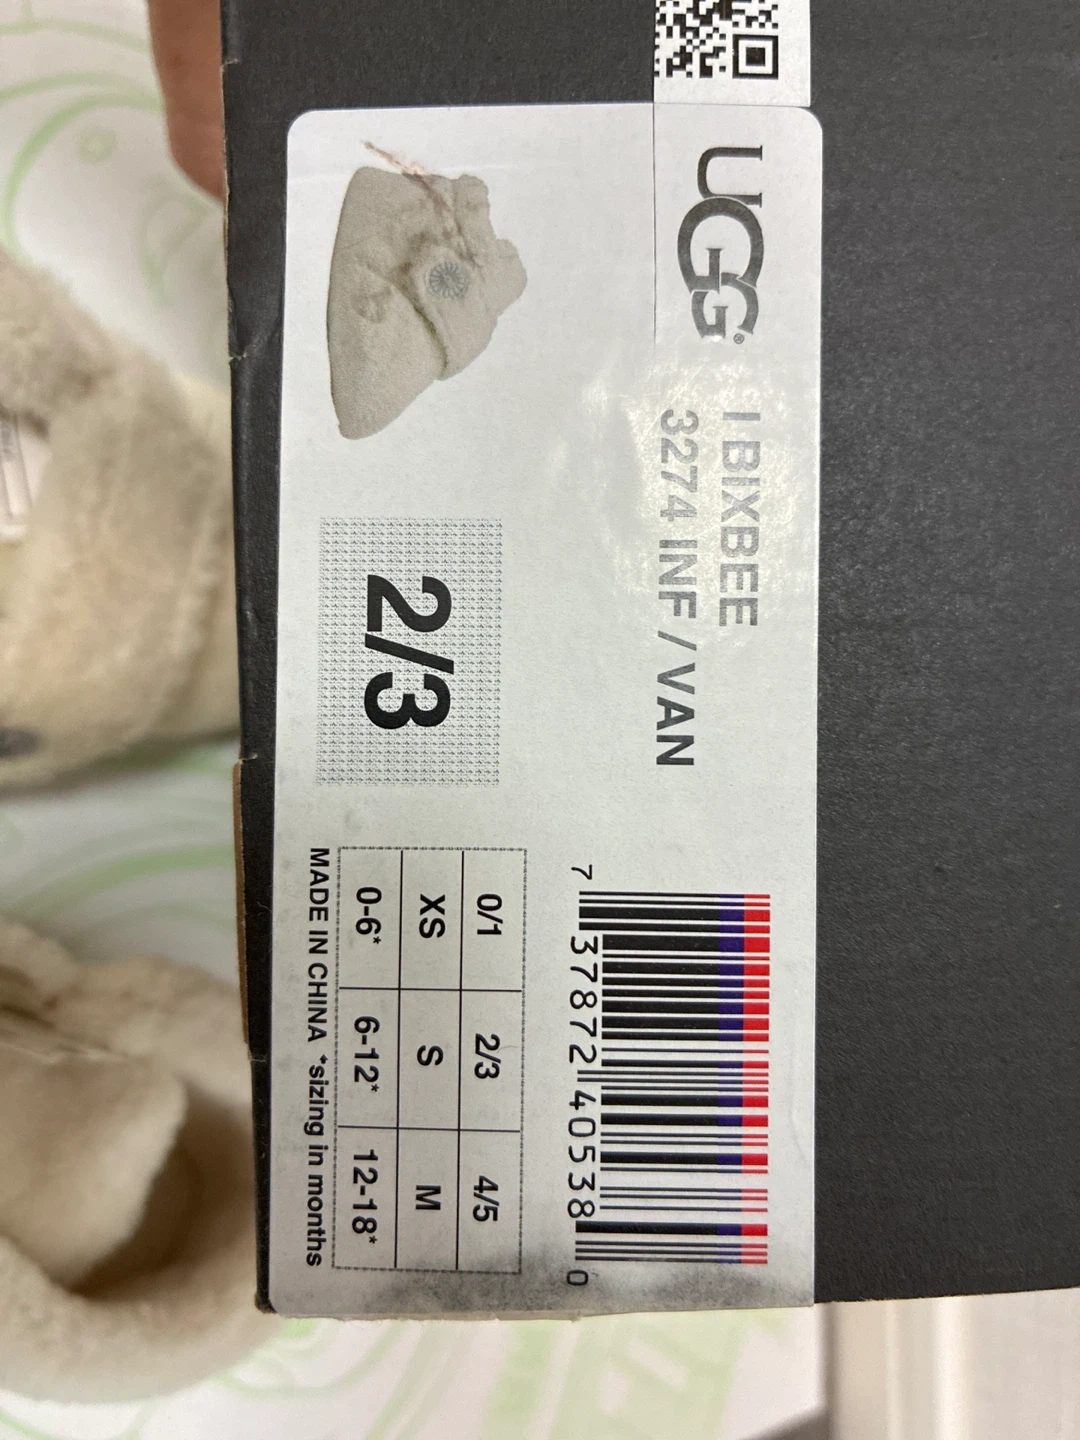 UGG®
I BIXBEE
3274 INF / VAN
2/3
7 37872 40538 0
0/1 2/3 4/5
XS S M
0-6* 6-12* 12-18*
MADE IN CHINA *sizing in months